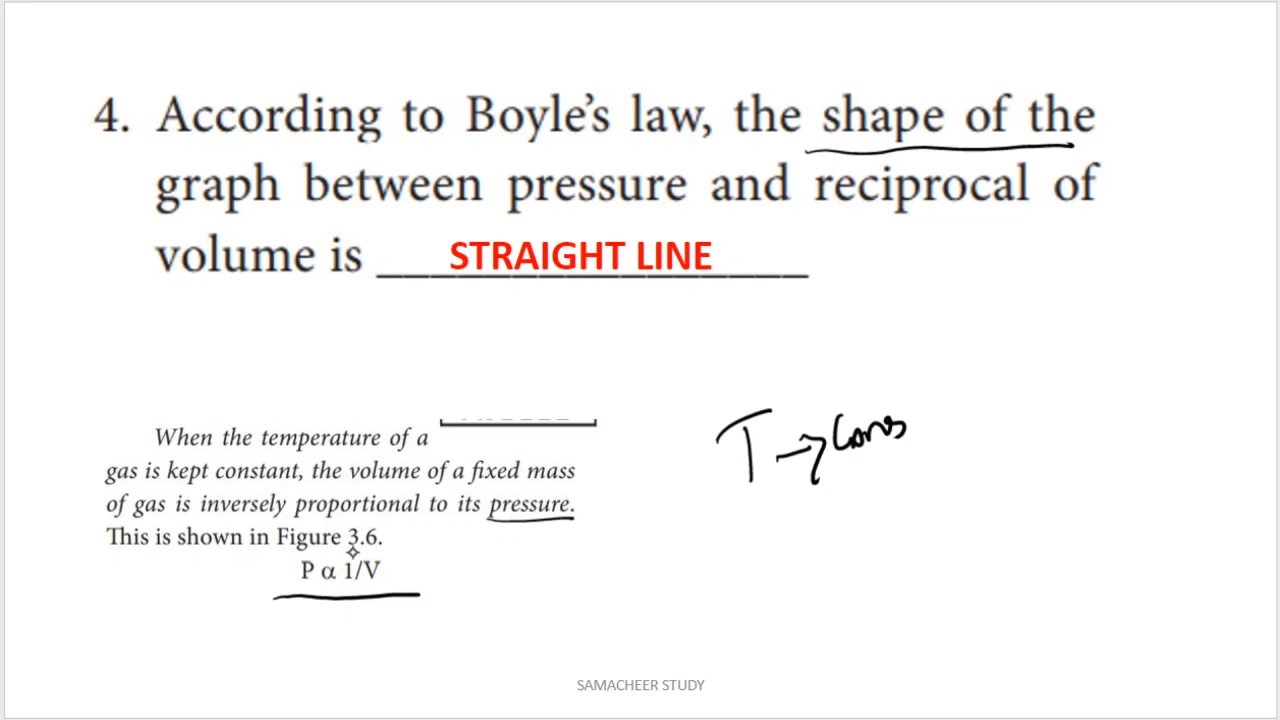 4. According to Boyle's law, the shape of the
graph between pressure and reciprocal of
volume is ____STRAIGHT LINE____
When the temperature of a
gas is kept constant, the volume of a fixed mass
of gas is inversely proportional to its pressure.
This is shown in Figure 3.6.
P α 1/V
T → Cons
SAMACHEER STUDY